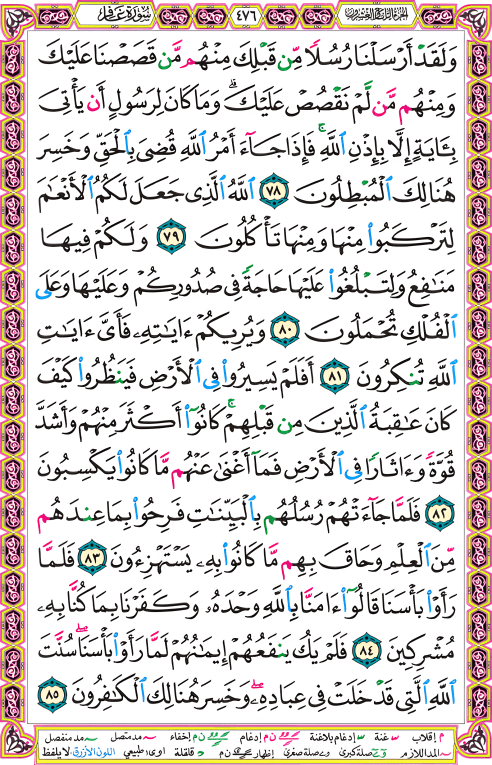 سورة غافر ٤٧٦ الجزء الرابع والعشرون
وَلَقَدْ أَرْسَلْنَا رُسُلًا مِّن قَبْلِكَ مِنْهُم مَّن قَصَصْنَا عَلَيْكَ
وَمِنْهُم مَّن لَّمْ نَقْصُصْ عَلَيْكَ ۗ وَمَا كَانَ لِرَسُولٍ أَن يَأْتِيَ
بِـَٔايَةٍ إِلَّا بِإِذْنِ ٱللَّهِ ۚ فَإِذَا جَآءَ أَمْرُ ٱللَّهِ قُضِيَ بِٱلْحَقِّ وَخَسِرَ
هُنَالِكَ ٱلْمُبْطِلُونَ ٧٨ ٱللَّهُ ٱلَّذِى جَعَلَ لَكُمُ ٱلْأَنْعَٰمَ
لِتَرْكَبُوا۟ مِنْهَا وَمِنْهَا تَأْكُلُونَ ٧٩ وَلَكُمْ فِيهَا
مَنَٰفِعُ وَلِتَبْلُغُوا۟ عَلَيْهَا حَاجَةً فِى صُدُورِكُمْ وَعَلَيْهَا وَعَلَى
ٱلْفُلْكِ تُحْمَلُونَ ٨٠ وَيُرِيكُمْ ءَايَٰتِهِۦ فَأَىَّ ءَايَٰتِ
ٱللَّهِ تُنكِرُونَ ٨١ أَفَلَمْ يَسِيرُوا۟ فِى ٱلْأَرْضِ فَيَنظُرُوا۟ كَيْفَ
كَانَ عَٰقِبَةُ ٱلَّذِينَ مِن قَبْلِهِمْ ۚ كَانُوٓا۟ أَكْثَرَ مِنْهُمْ وَأَشَدَّ
قُوَّةً وَءَاثَارًا فِى ٱلْأَرْضِ فَمَآ أَغْنَىٰ عَنْهُم مَّا كَانُوا۟ يَكْسِبُونَ
٨٢ فَلَمَّا جَآءَتْهُمْ رُسُلُهُم بِٱلْبَيِّنَٰتِ فَرِحُوا۟ بِمَا عِندَهُم
مِّنَ ٱلْعِلْمِ وَحَاقَ بِهِم مَّا كَانُوا۟ بِهِۦ يَسْتَهْزِءُونَ ٨٣ فَلَمَّا
رَأَوْا۟ بَأْسَنَا قَالُوٓا۟ ءَامَنَّا بِٱللَّهِ وَحْدَهُۥ وَكَفَرْنَا بِمَا كُنَّا بِهِۦ
مُشْرِكِينَ ٨٤ فَلَمْ يَكُ يَنفَعُهُمْ إِيمَٰنُهُمْ لَمَّا رَأَوْا۟ بَأْسَنَا ۖ سُنَّتَ
ٱللَّهِ ٱلَّتِى قَدْ خَلَتْ فِى عِبَادِهِۦ ۖ وَخَسِرَ هُنَالِكَ ٱلْكَٰفِرُونَ ٨٥
م إقلاب غنة إدغام بلاغنة ن م إدغام ن م إخفاء مد متصل مد منفصل
المد اللازم صلة كبرى صلة صغرى إظهار ن م قلقلة اوى طبيعي اللون الأزرق لا يلفظ